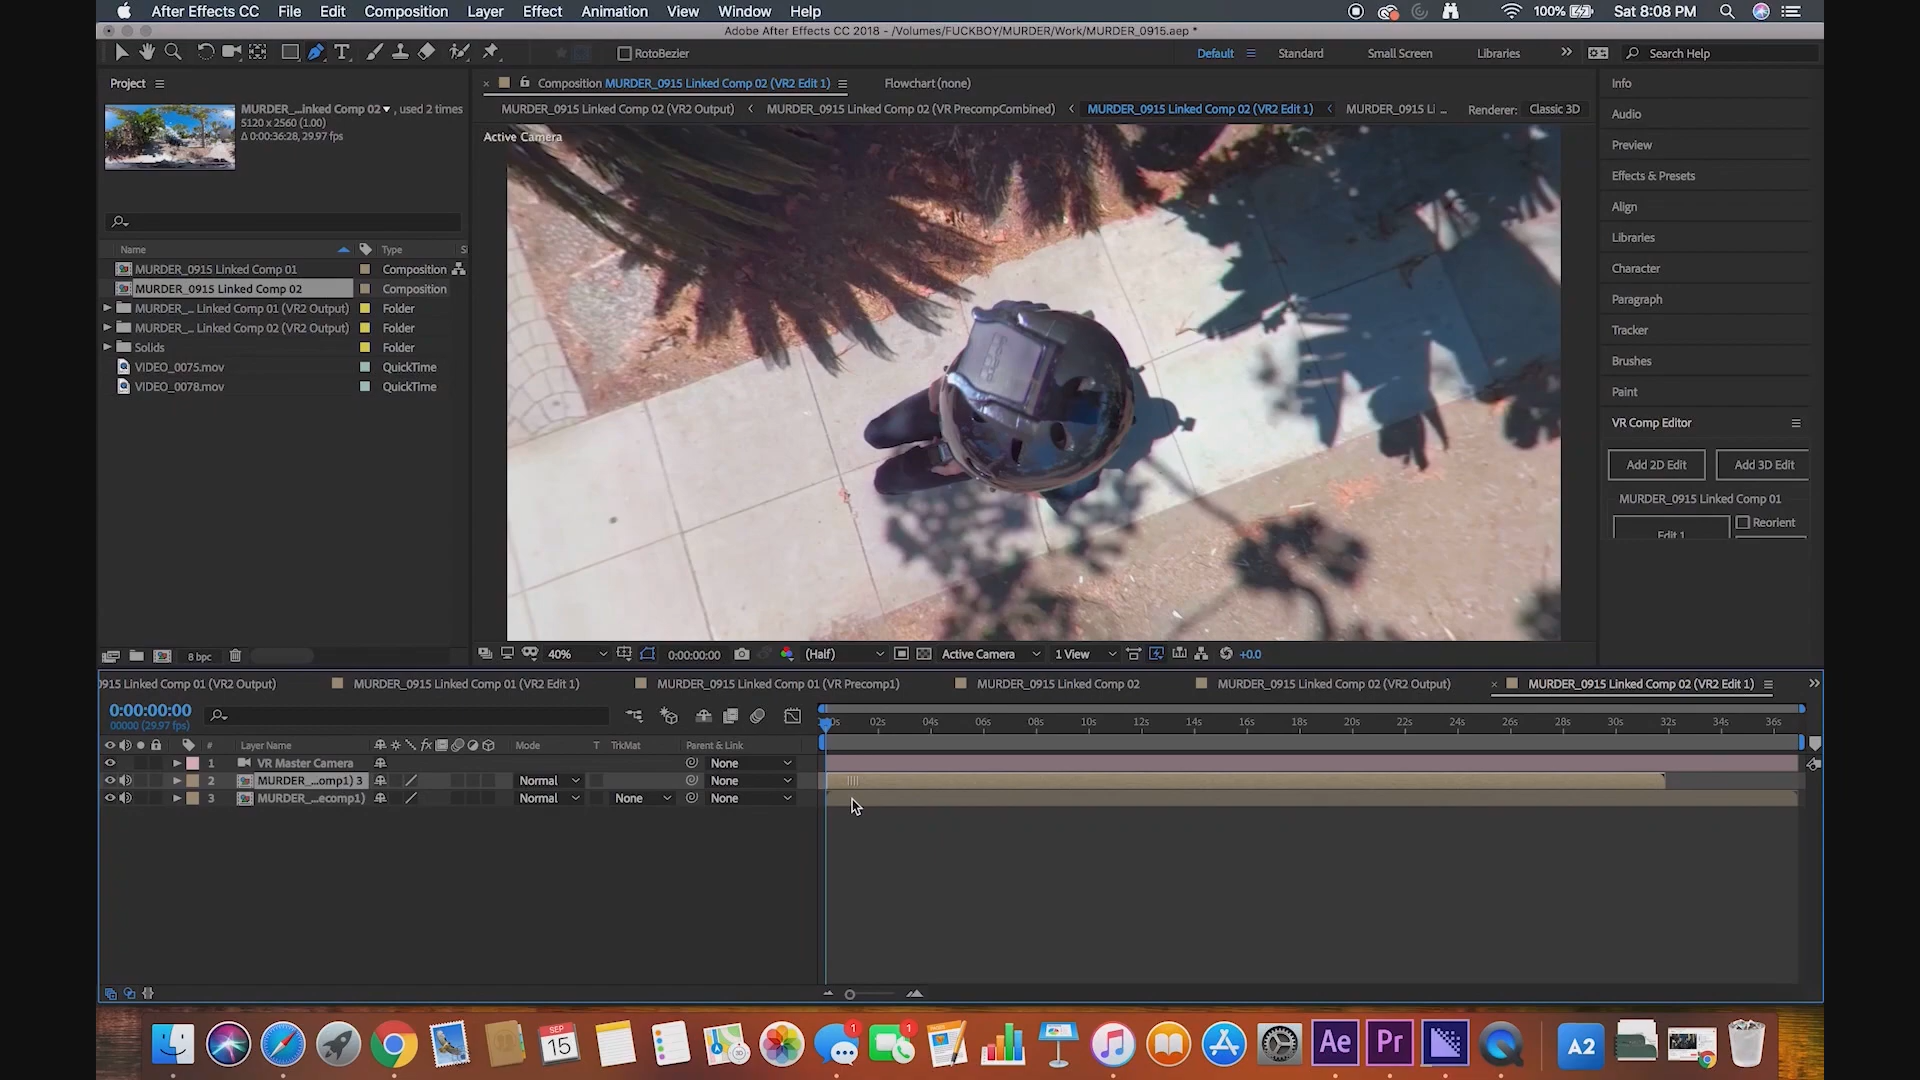 After Effects CC File Edit Composition Layer Effect Animation View Window Help 100% Sat 8:08 PM
Adobe After Effects CC 2018 - /Volumes/FUCKBOY/MURDER/Work/MURDER_0915.aep *
RotoBezier Default Standard Small Screen Libraries Search Help
Project
MURDER_...inked Comp 02 , used 2 times
5120 x 2560 (1.00)
Δ 0:00:36:28, 29.97 fps
Name Type S
MURDER_0915 Linked Comp 01 Composition
MURDER_0915 Linked Comp 02 Composition
MURDER_... Linked Comp 01 (VR2 Output) Folder
MURDER_... Linked Comp 02 (VR2 Output) Folder
Solids Folder
VIDEO_0075.mov QuickTime
VIDEO_0078.mov QuickTime
8 bpc
Composition MURDER_0915 Linked Comp 02 (VR2 Edit 1) Flowchart (none)
MURDER_0915 Linked Comp 02 (VR2 Output) MURDER_0915 Linked Comp 02 (VR PrecompCombined) MURDER_0915 Linked Comp 02 (VR2 Edit 1) MURDER_0915 Li ... Renderer: Classic 3D
Active Camera
40% 0:00:00:00 (Half) Active Camera 1 View +0.0
Info
Audio
Preview
Effects & Presets
Align
Libraries
Character
Paragraph
Tracker
Brushes
Paint
VR Comp Editor
Add 2D Edit Add 3D Edit
MURDER_0915 Linked Comp 01
Edit 1 Reorient
0915 Linked Comp 01 (VR2 Output) MURDER_0915 Linked Comp 01 (VR2 Edit 1) MURDER_0915 Linked Comp 01 (VR Precomp1) MURDER_0915 Linked Comp 02 MURDER_0915 Linked Comp 02 (VR2 Output) MURDER_0915 Linked Comp 02 (VR2 Edit 1)
0:00:00:00
00000 (29.97 fps)
02s 04s 06s 08s 10s 12s 14s 16s 18s 20s 22s 24s 26s 28s 30s 32s 34s 36s
# Layer Name fx Mode T TrkMat Parent & Link
1 VR Master Camera None
2 MURDER_...omp1) 3 Normal None
3 MURDER_...ecomp1) Normal None None
SEP
15
3D
1
1
Ae
Pr
A2